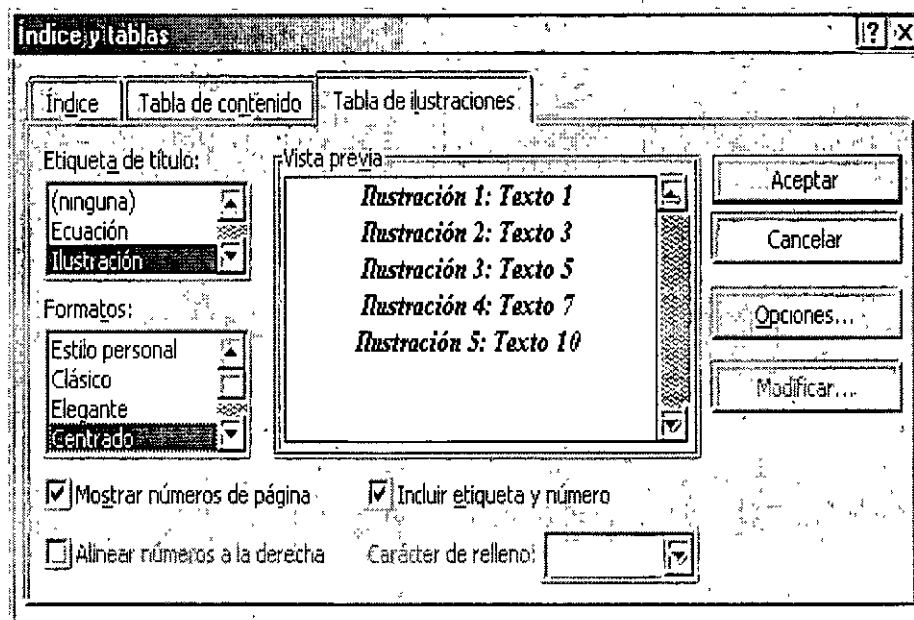 Índice y tablas
Índice
Tabla de contenido
Tabla de ilustraciones
Etiqueta de título:
(ninguna)
Ecuación
Ilustración
Formatos:
Estilo personal
Clásico
Elegante
Centrado
Vista previa
Ilustración 1: Texto 1
Ilustración 2: Texto 3
Ilustración 3: Texto 5
Ilustración 4: Texto 7
Ilustración 5: Texto 10
Aceptar
Cancelar
Opciones...
Modificar...
Mostrar números de página
Incluir etiqueta y número
Alinear números a la derecha
Carácter de relleno: